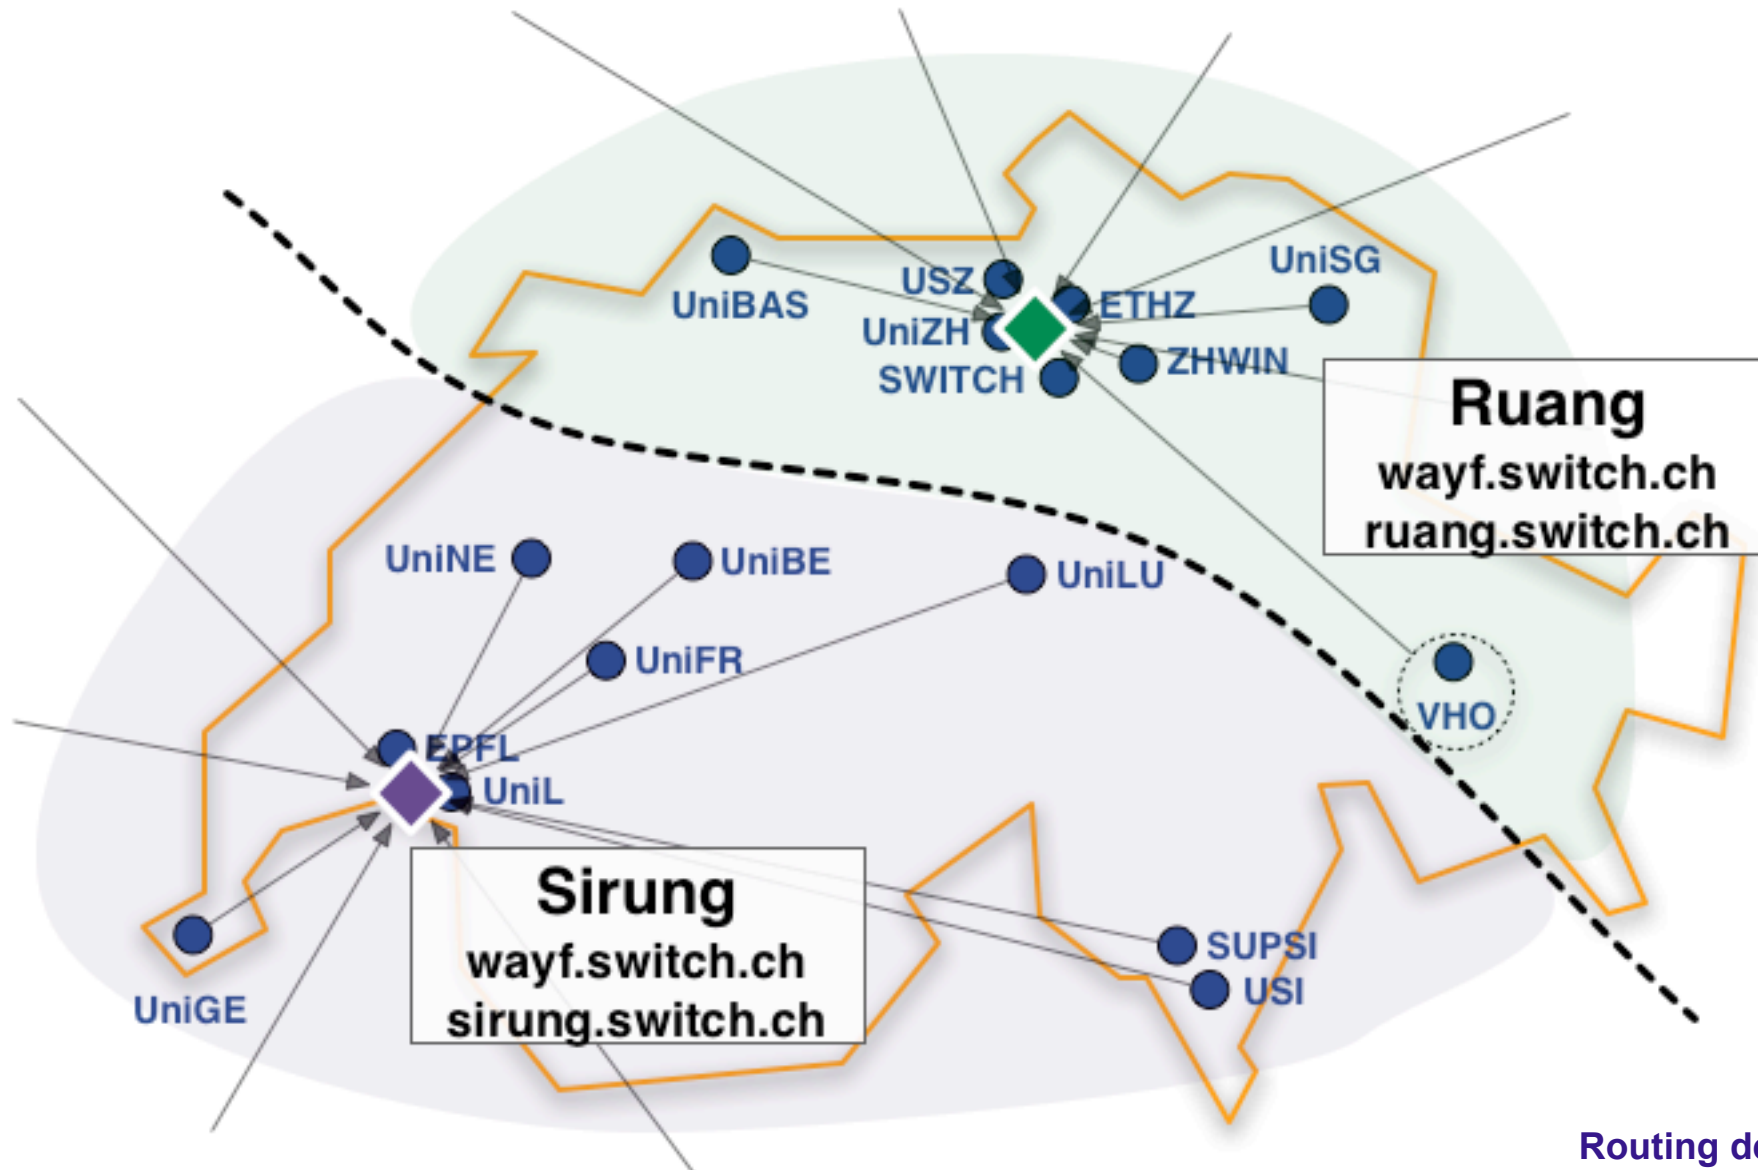 UniSG
USZ
UniBAS
ETHZ
UniZH
ZHWIN
SWITCH
Ruang
wayf.switch.ch
ruang.switch.ch
UniNE
UniBE
UniLU
UniFR
VHO
EPFL
UniL
Sirung
wayf.switch.ch
sirung.switch.ch
SUPSI
USI
UniGE
Routing